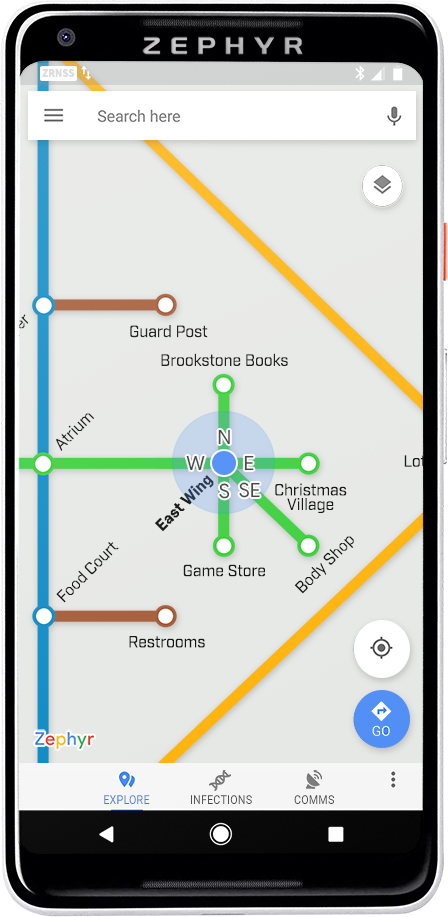 ZEPHYR
ZRNSS
Search here
er
Guard Post
Brookstone Books
Atrium
N
W
E
S
SE
East Wing
Christmas
Village
Lof
Game Store
Body Shop
Food Court
Restrooms
GO
Zephyr
EXPLORE
INFECTIONS
COMMS